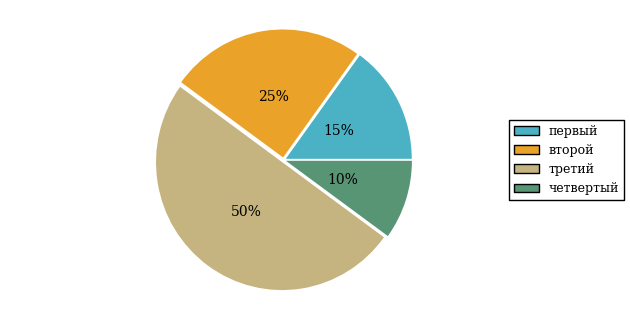 25%
15%
10%
50%
первый
второй
третий
четвертый